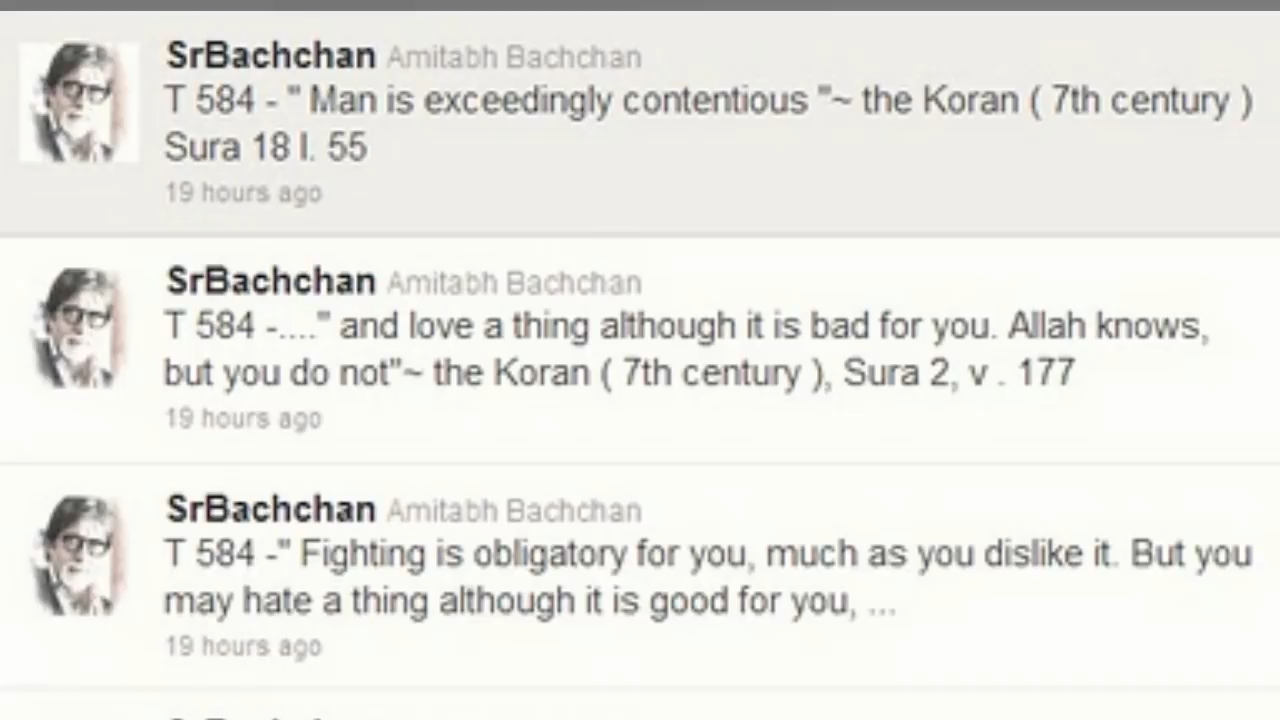 SrBachchan Amitabh Bachchan
T 584 - " Man is exceedingly contentious "~ the Koran ( 7th century )
Sura 18 l. 55
19 hours ago
SrBachchan Amitabh Bachchan
T 584 -...." and love a thing although it is bad for you. Allah knows,
but you do not"~ the Koran ( 7th century ), Sura 2, v . 177
19 hours ago
SrBachchan Amitabh Bachchan
T 584 -" Fighting is obligatory for you, much as you dislike it. But you
may hate a thing although it is good for you, ...
19 hours ago